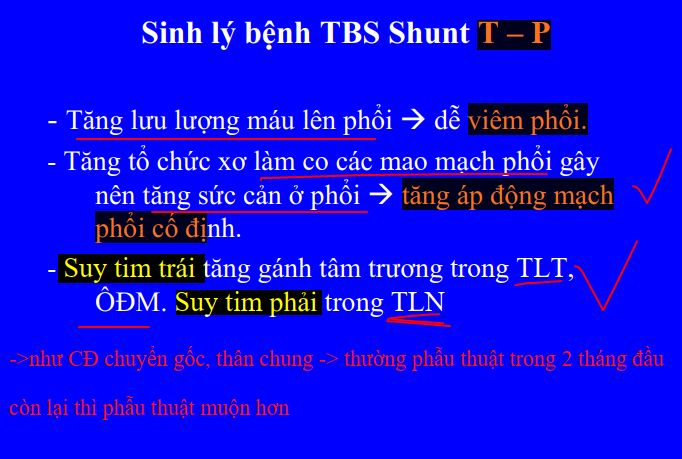 Sinh lý bệnh TBS Shunt T – P
- Tăng lưu lượng máu lên phổi → dễ viêm phổi.
- Tăng tổ chức xơ làm co các mao mạch phổi gây
nên tăng sức cản ở phổi → tăng áp động mạch
phổi cố định.
- Suy tim trái tăng gánh tâm trương trong TLT,
ÔĐM. Suy tim phải trong TLN
->như CĐ chuyển gốc, thân chung -> thường phẫu thuật trong 2 tháng đầu
còn lại thì phẫu thuật muộn hơn